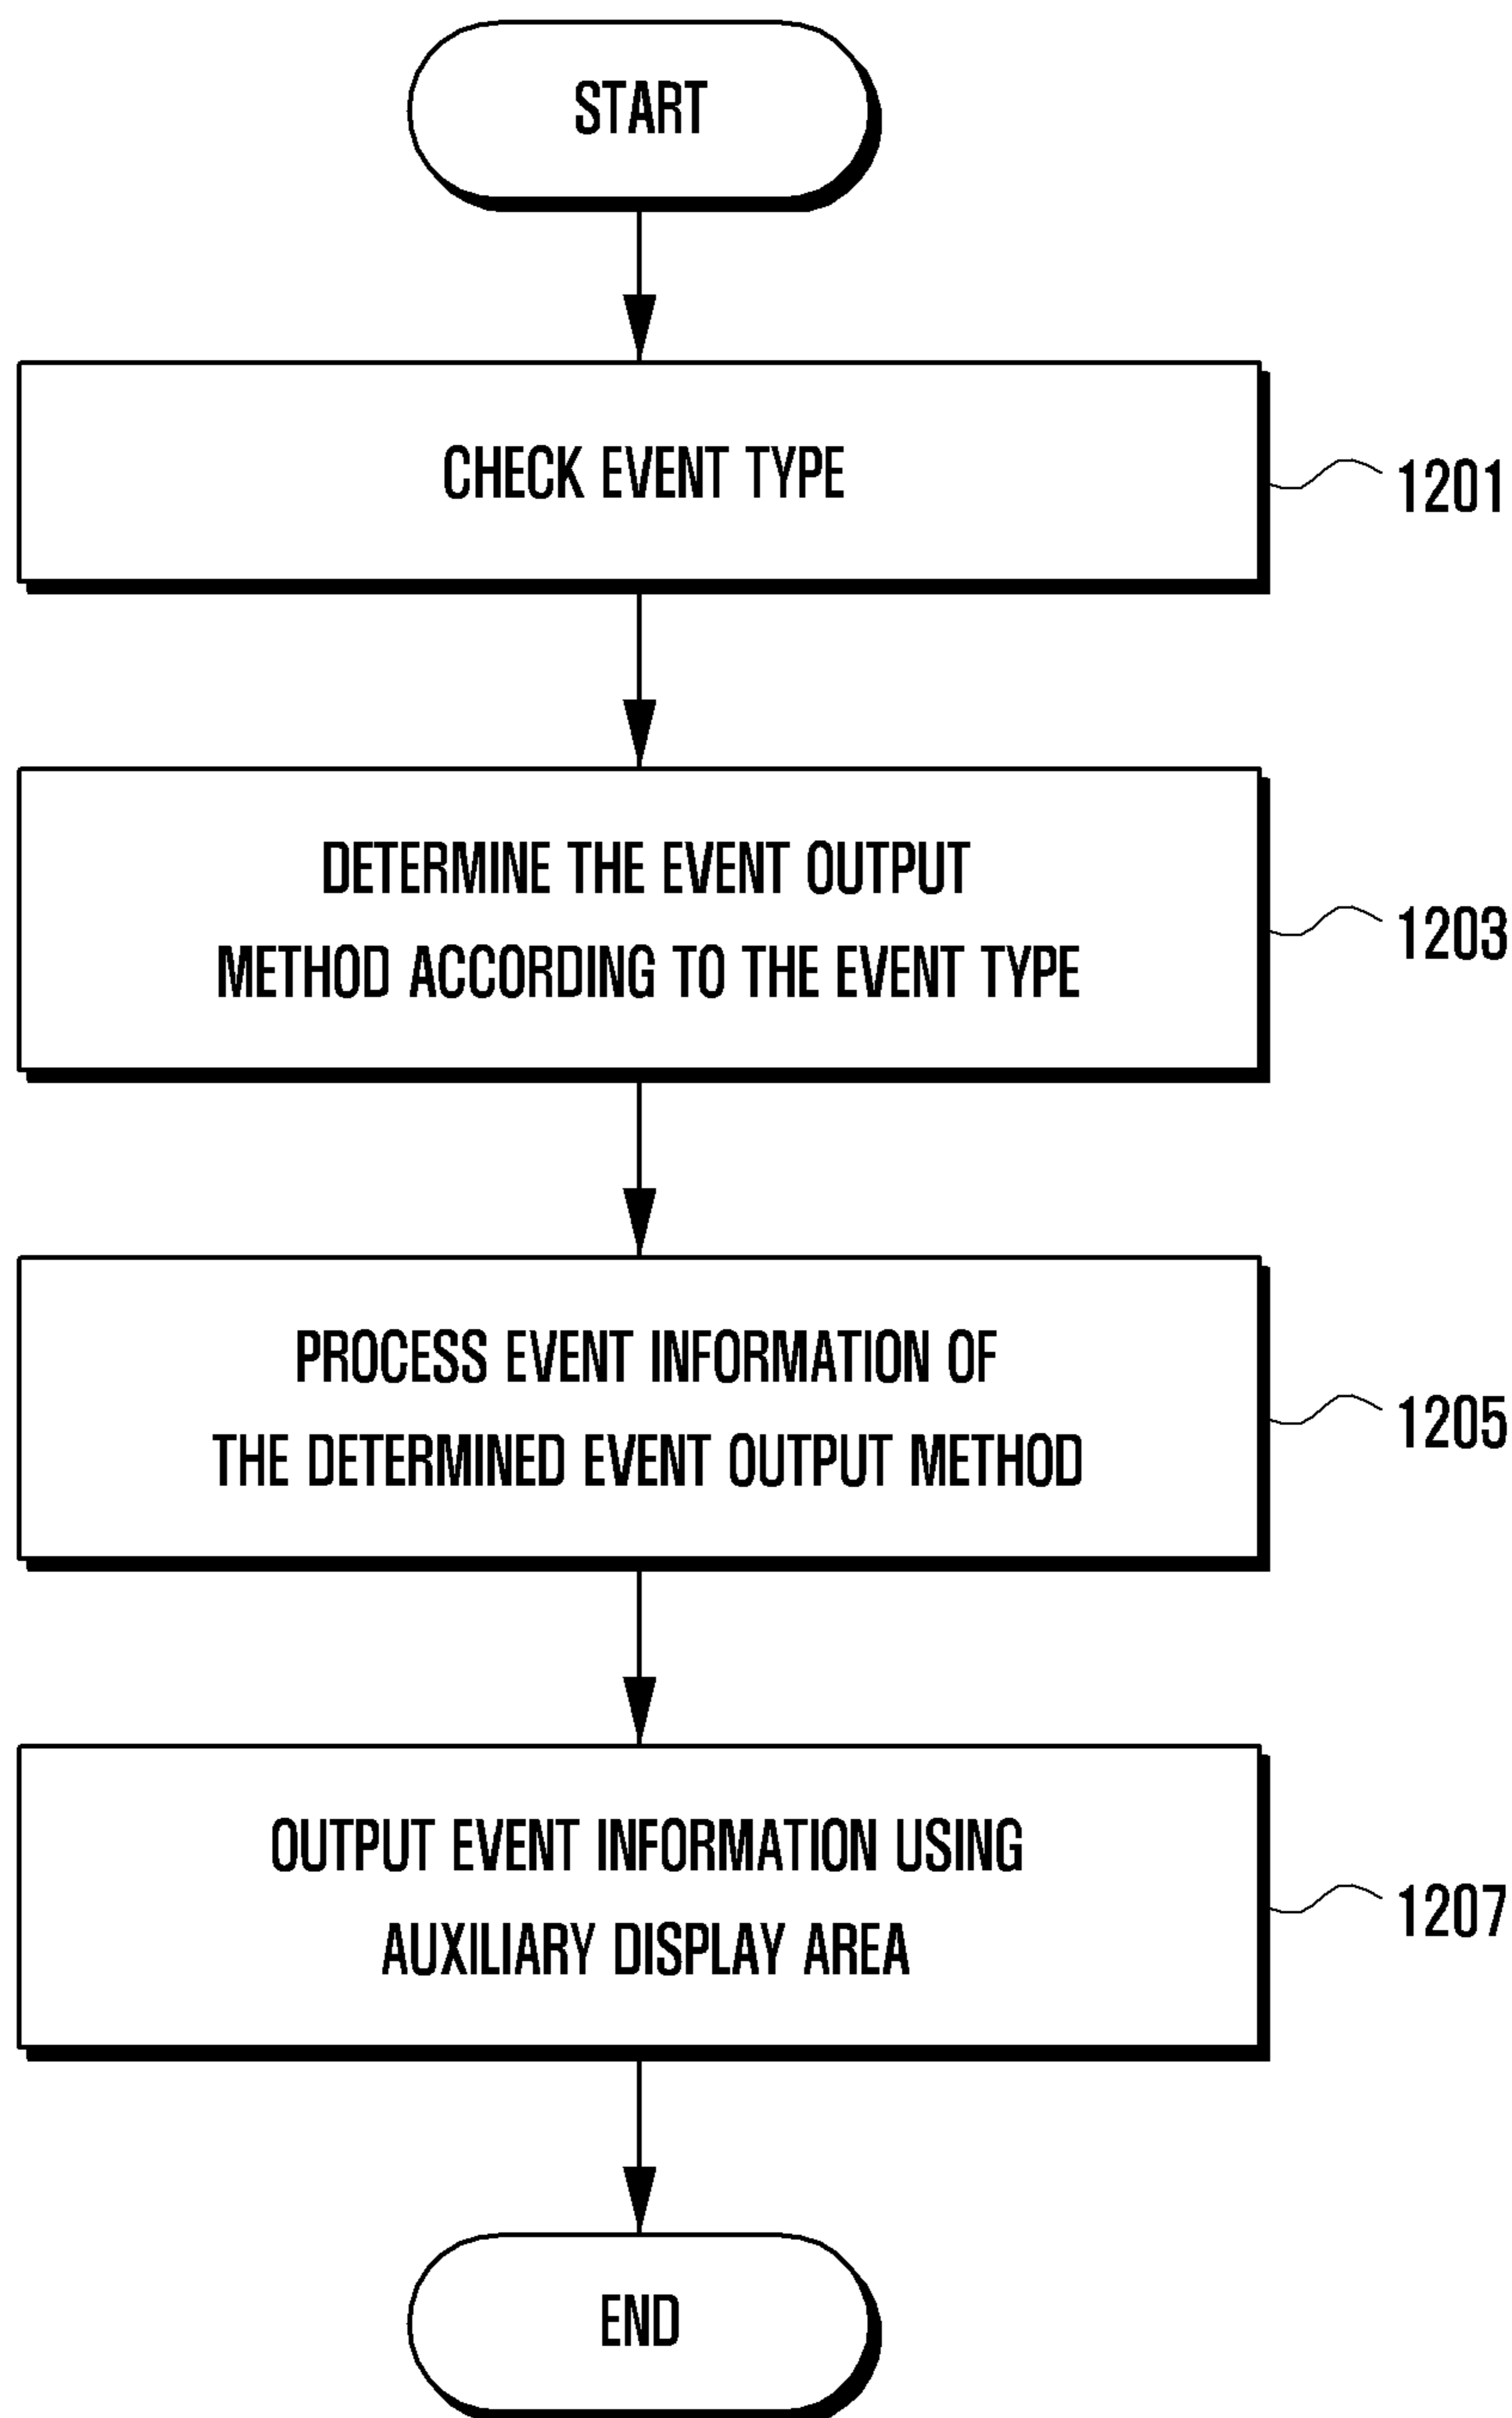 START
CHECK EVENT TYPE
1201
DETERMINE THE EVENT OUTPUT
METHOD ACCORDING TO THE EVENT TYPE
1203
PROCESS EVENT INFORMATION OF
THE DETERMINED EVENT OUTPUT METHOD
1205
OUTPUT EVENT INFORMATION USING
AUXILIARY DISPLAY AREA
1207
END